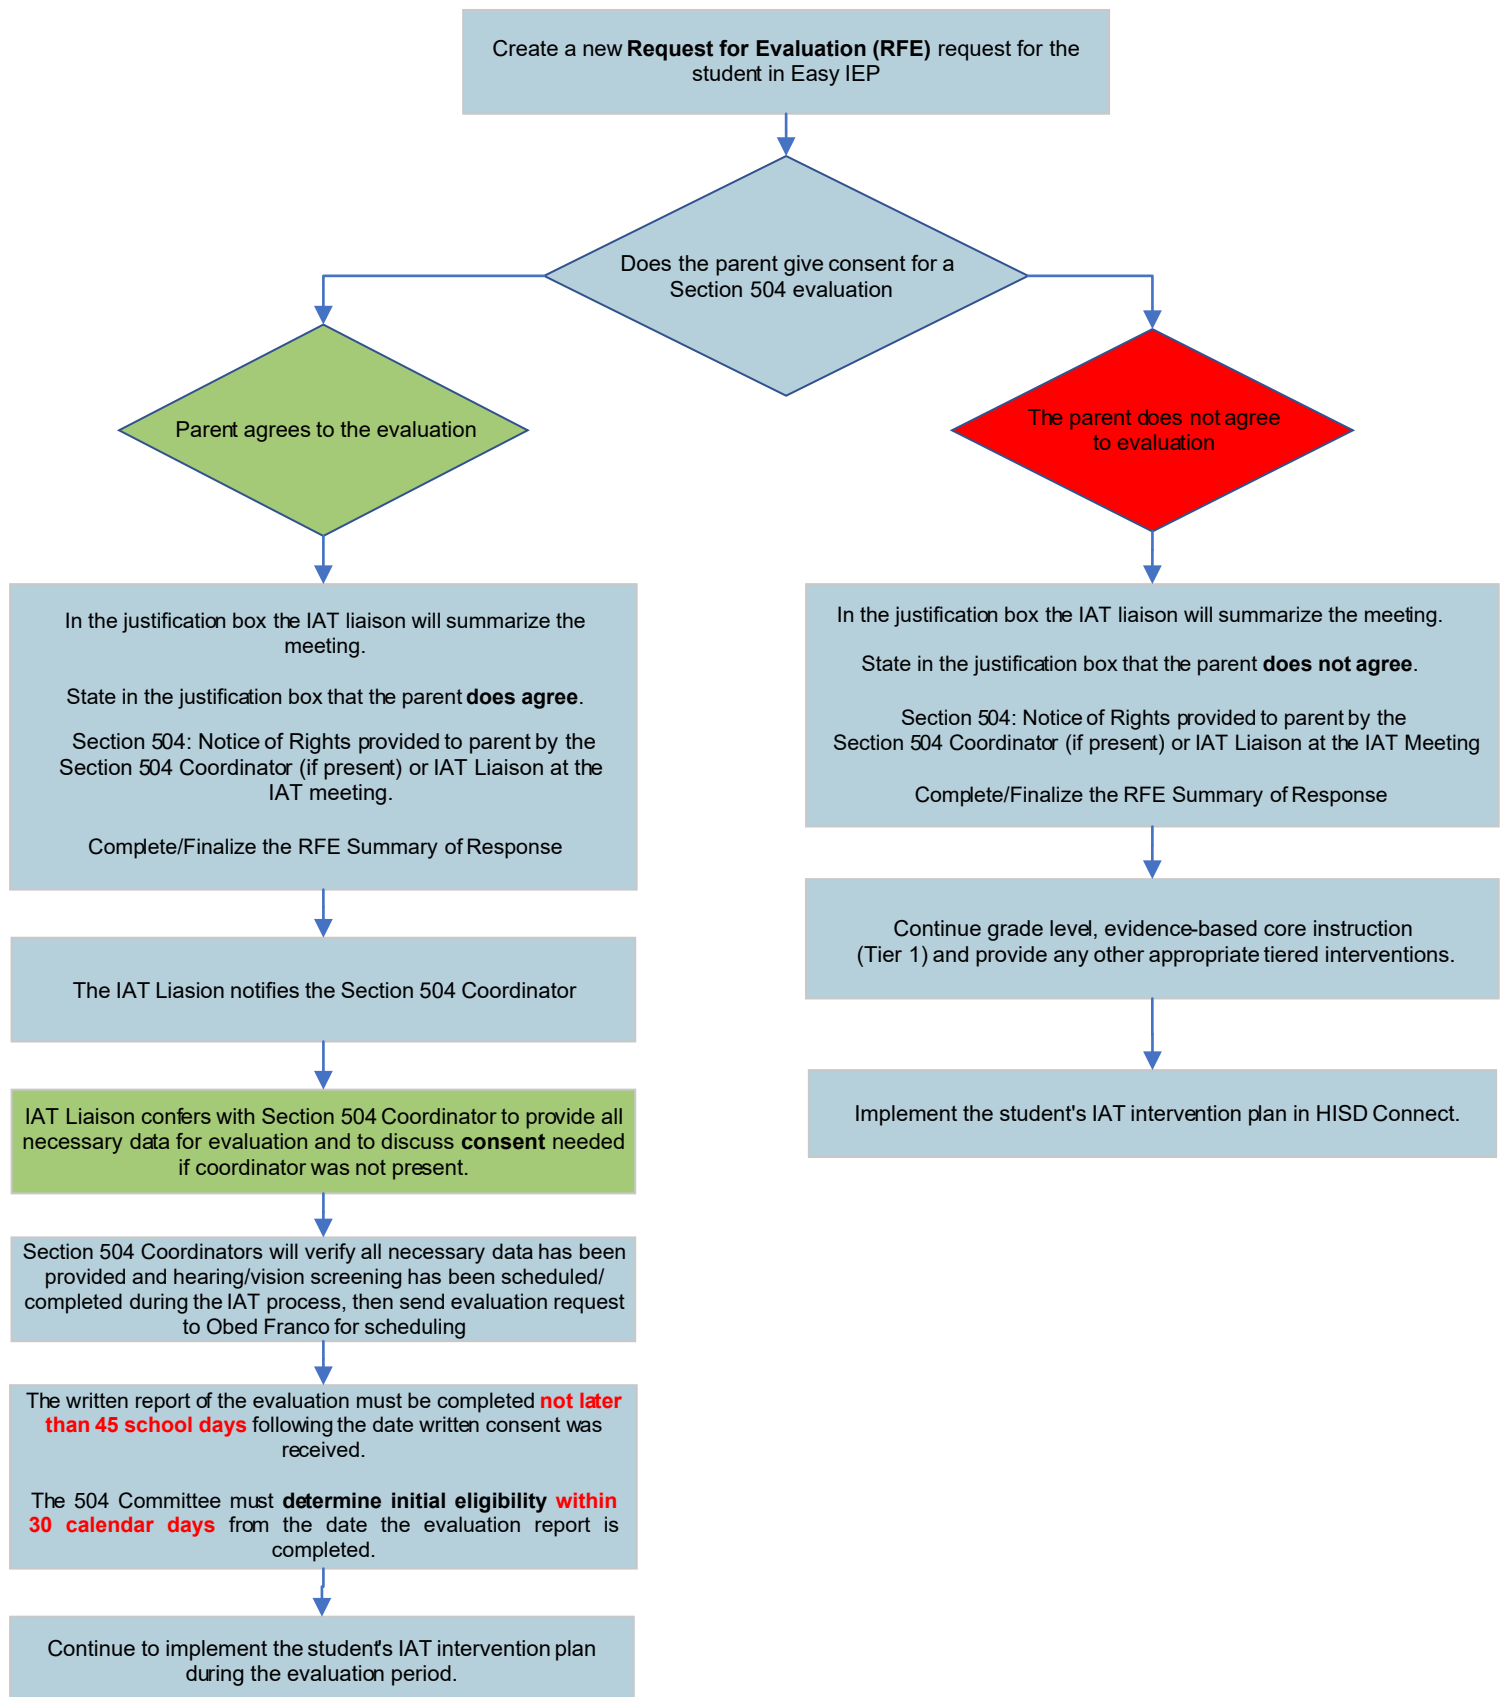 Create a new Request for Evaluation (RFE) request for the
student in Easy IEP
Does the parent give consent for a
Section 504 evaluation
Parent agrees to the evaluation
The parent does not agree
to evaluation
In the justification box the IAT liaison will summarize the
meeting.
State in the justification box that the parent does agree.
Section 504: Notice of Rights provided to parent by the
Section 504 Coordinator (if present) or IAT Liaison at the
IAT meeting.
Complete/Finalize the RFE Summary of Response
In the justification box the IAT liaison will summarize the meeting.
State in the justification box that the parent does not agree.
Section 504: Notice of Rights provided to parent by the
Section 504 Coordinator (if present) or IAT Liaison at the IAT Meeting
Complete/Finalize the RFE Summary of Response
The IAT Liasion notifies the Section 504 Coordinator
Continue grade level, evidence-based core instruction
(Tier 1) and provide any other appropriate tiered interventions.
IAT Liaison confers with Section 504 Coordinator to provide all
necessary data for evaluation and to discuss consent needed
if coordinator was not present.
Implement the student's IAT intervention plan in HISD Connect.
Section 504 Coordinators will verify all necessary data has been
provided and hearing/vision screening has been scheduled/
completed during the IAT process, then send evaluation request
to Obed Franco for scheduling
The written report of the evaluation must be completed not later
than 45 school days following the date written consent was
received.
The 504 Committee must determine initial eligibility within
30 calendar days from the date the evaluation report is
completed.
Continue to implement the student's IAT intervention plan
during the evaluation period.